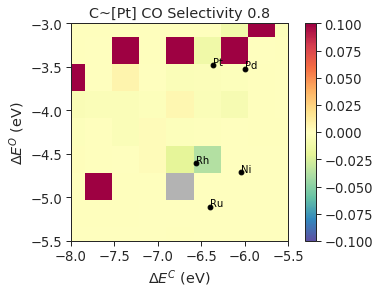 C~[Pt] CO Selectivity 0.8
ΔE^O (eV)
−3.0
−3.5
−4.0
−4.5
−5.0
−5.5
Pt
Pd
Rh
Ni
Ru
−8.0 −7.5 −7.0 −6.5 −6.0 −5.5
ΔE^C (eV)
0.100
0.075
0.050
0.025
0.000
−0.025
−0.050
−0.075
−0.100